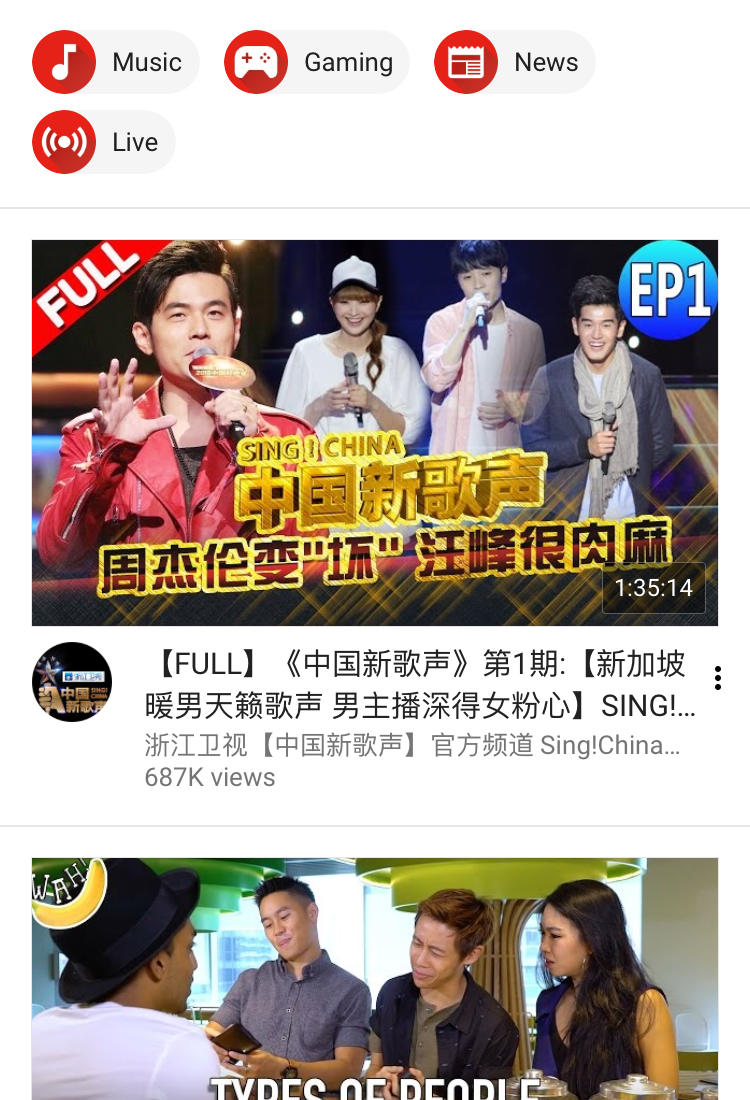 Music
Gaming
News
Live
FULL
EP1
SING! CHINA
中国新歌声
周杰伦变"坏" 汪峰很肉麻
1:35:14
【FULL】《中国新歌声》第1期:【新加坡
暖男天籁歌声 男主播深得女粉心】SING!...
浙江卫视【中国新歌声】官方频道 Sing!China...
687K views
WAH!
TYPES OF PEOPLE